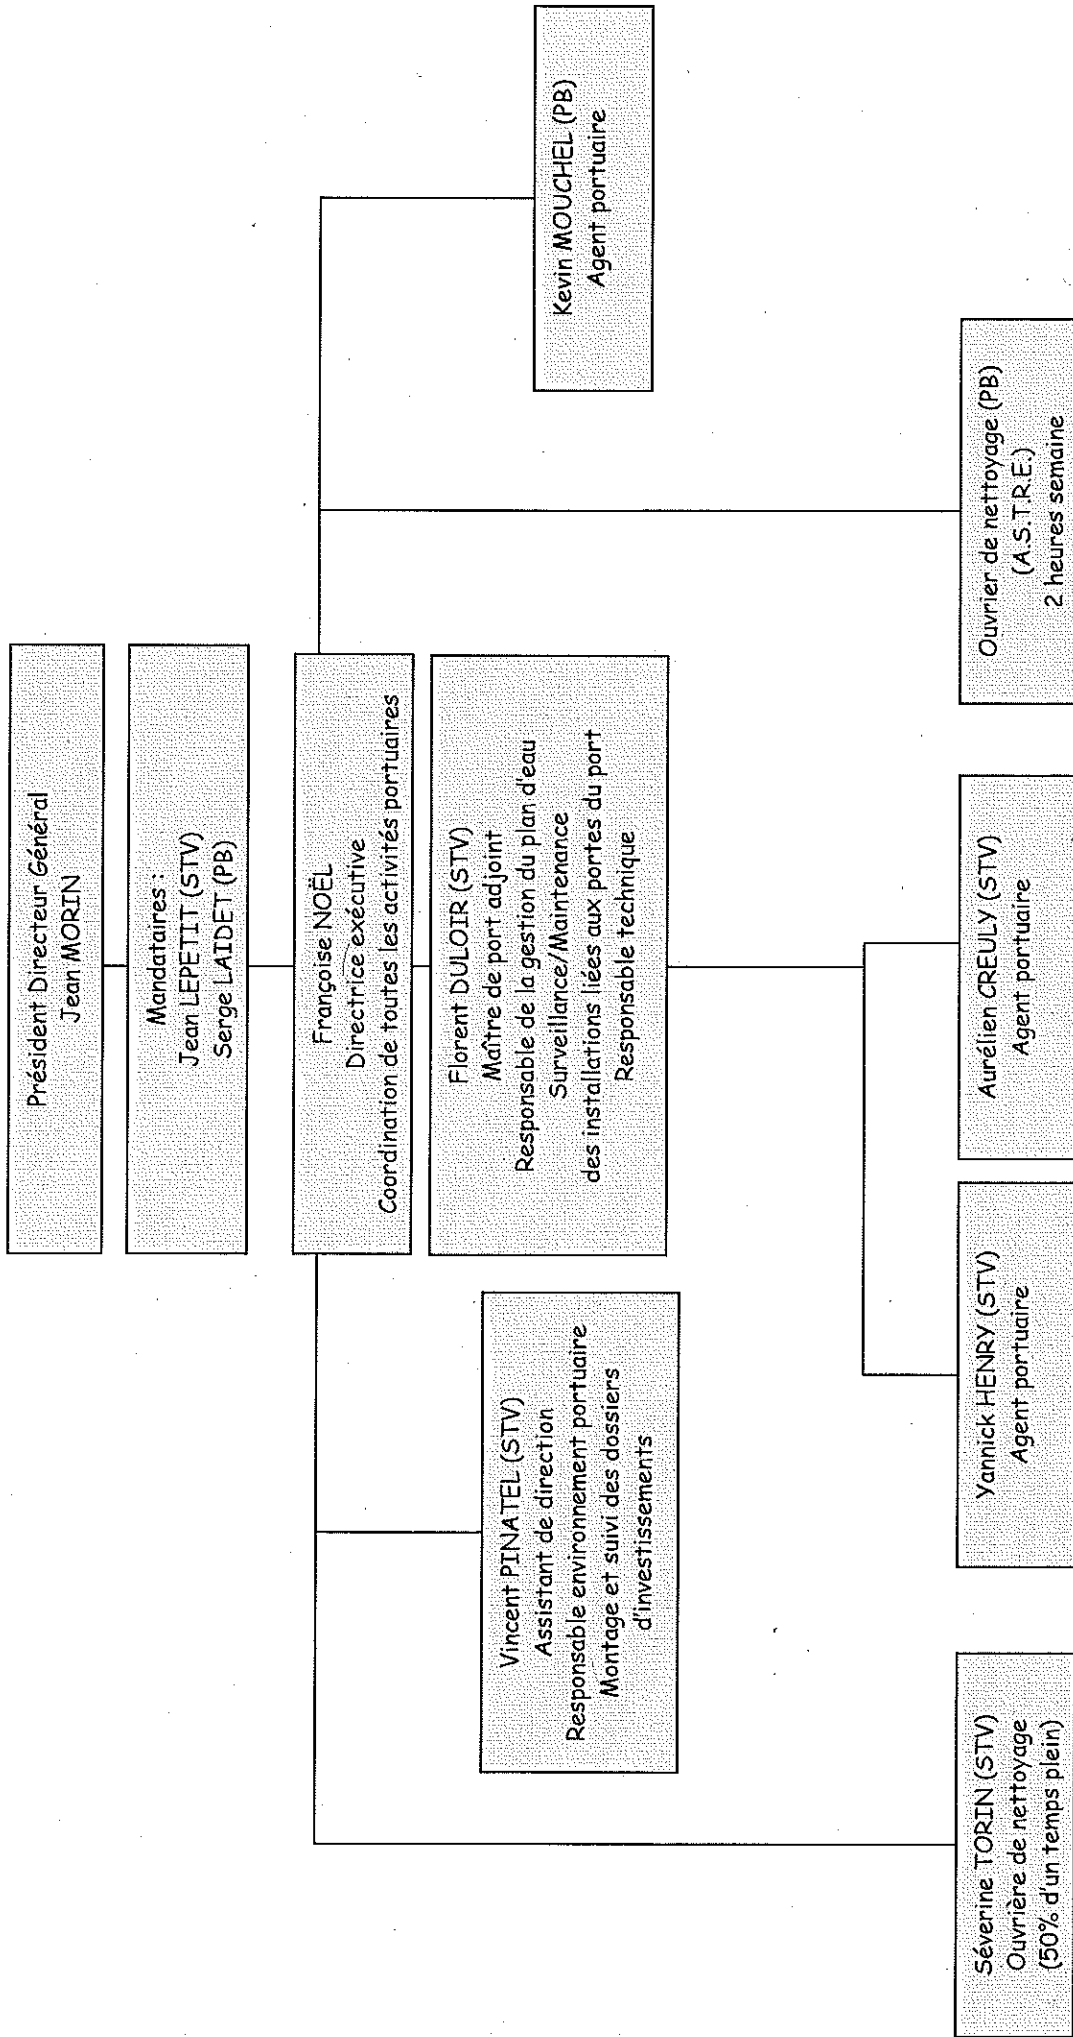 Président Directeur Général
Jean MORIN
Mandataires :
Jean LEPETIT (STV)
Serge LAIDET (PB)
Françoise NOËL
Directrice exécutive
Coordination de toutes les activités portuaires
Florent DULOIR (STV)
Maître de port adjoint
Responsable de la gestion du plan d'eau
Surveillance/Maintenance
des installations liées aux portes du port
Responsable technique
Vincent PINATEL (STV)
Assistant de direction
Responsable environnement portuaire
Montage et suivi des dossiers
d'investissements
Kevin MOUCHEL (PB)
Agent portuaire
Séverine TORIN (STV)
Ouvrière de nettoyage
(50% d'un temps plein)
Yannick HENRY (STV)
Agent portuaire
Aurélien CREULY (STV)
Agent portuaire
Ouvrier de nettoyage (PB)
(A.S.T.R.E.)
2 heures semaine